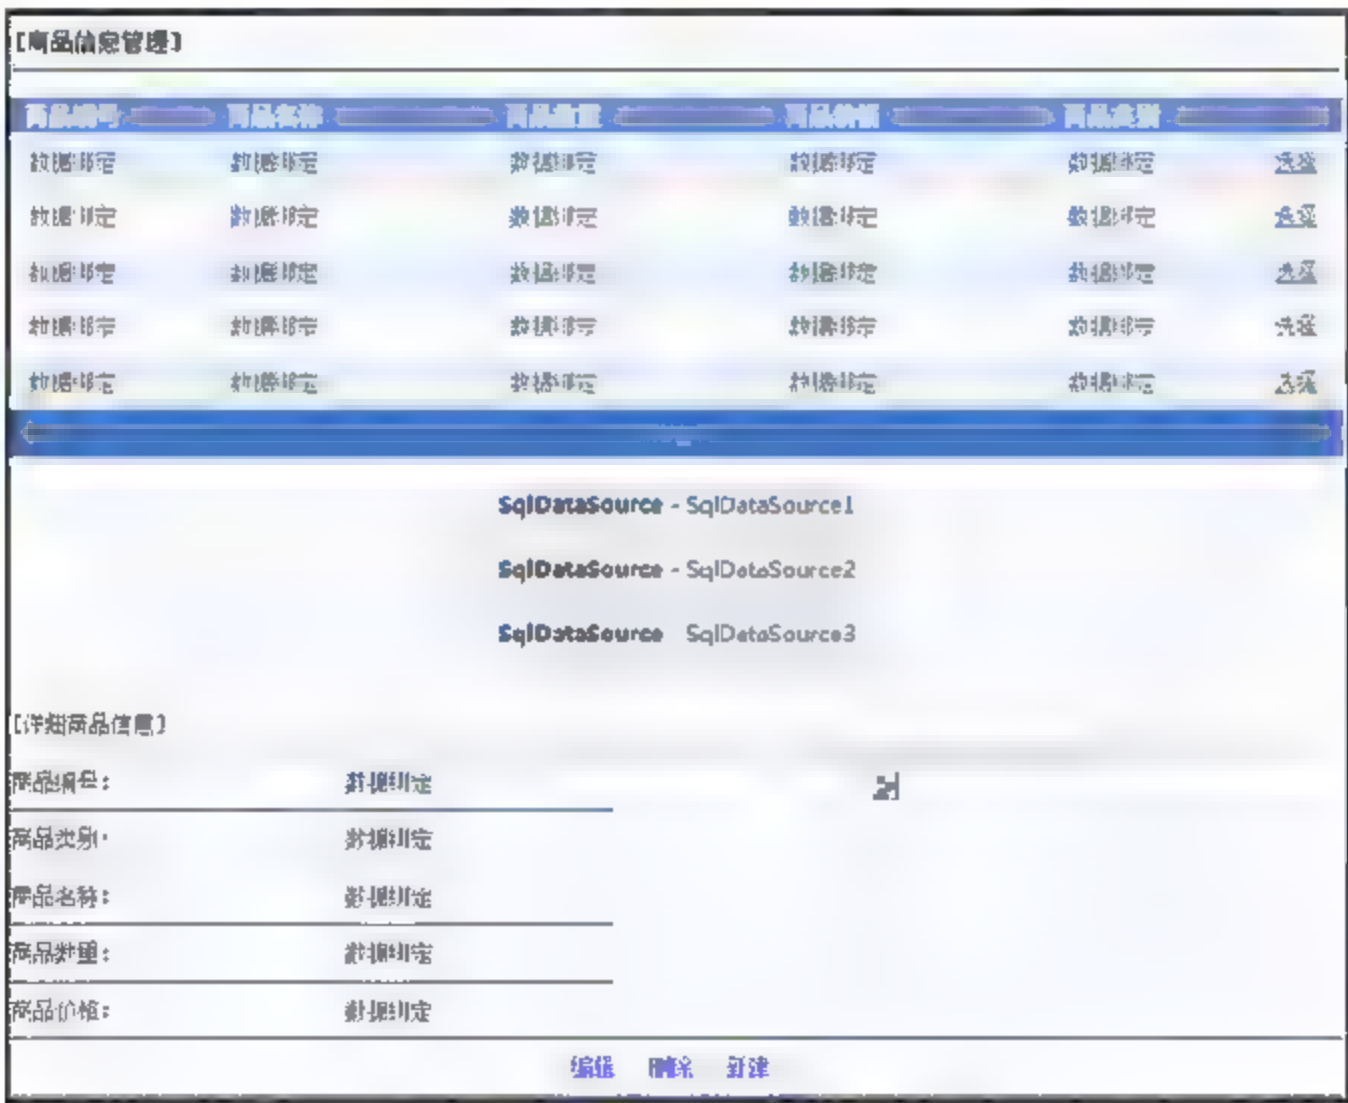 [商品信息管理]
商品编号 商品名称 商品数量 商品价格 商品类别
数据绑定 数据绑定 数据绑定 数据绑定 数据绑定 选择
数据绑定 数据绑定 数据绑定 数据绑定 数据绑定 选择
数据绑定 数据绑定 数据绑定 数据绑定 数据绑定 选择
数据绑定 数据绑定 数据绑定 数据绑定 数据绑定 选择
数据绑定 数据绑定 数据绑定 数据绑定 数据绑定 选择
SqlDataSource - SqlDataSource1
SqlDataSource - SqlDataSource2
SqlDataSource SqlDataSource3
[详细商品信息]
商品编号: 数据绑定
商品类别: 数据绑定
商品名称: 数据绑定
商品数量: 数据绑定
商品价格: 数据绑定
编辑 删除 新建